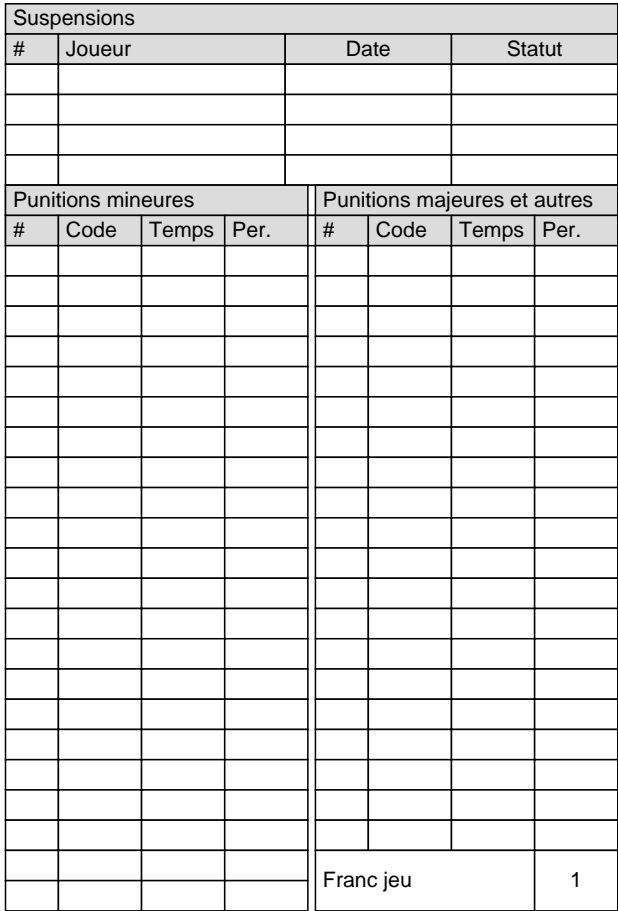 Suspensions
# Joueur Date Statut
Punitions mineures Punitions majeures et autres
# Code Temps Per. # Code Temps Per.
Franc jeu 1